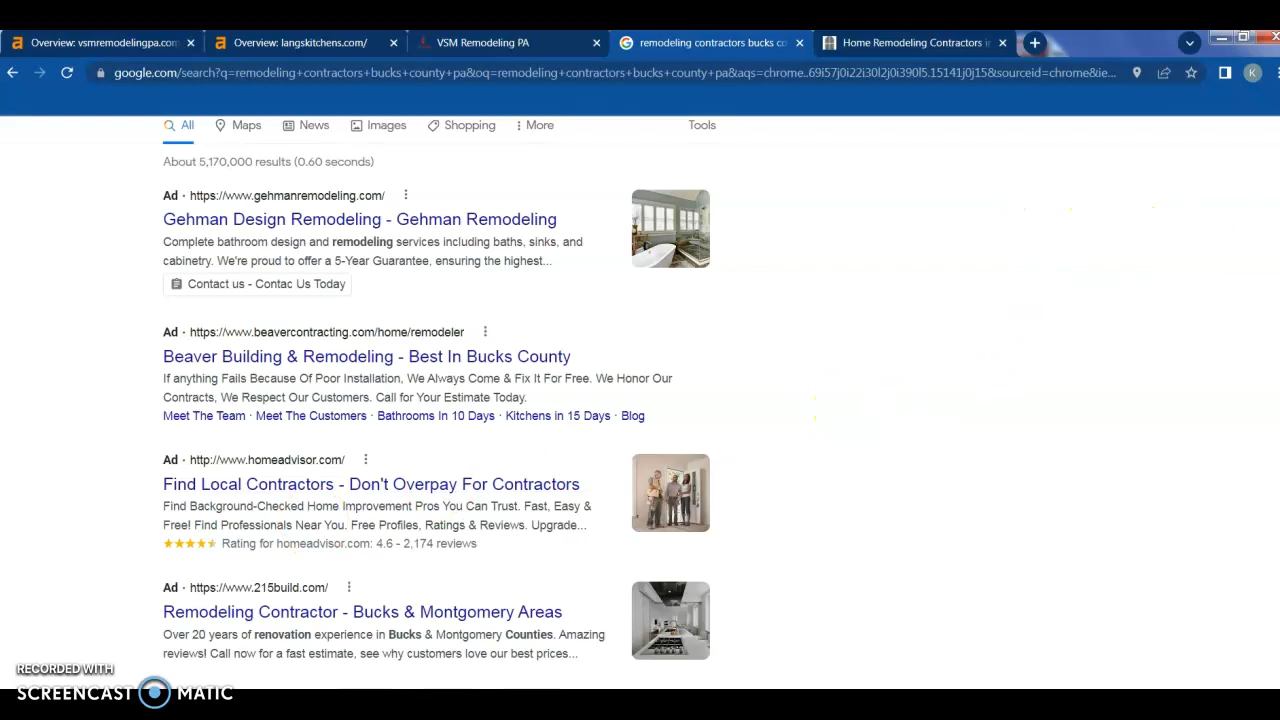 Overview: vsmremodelingpa.com
Overview: langskitchens.com/
VSM Remodeling PA
remodeling contractors bucks co
Home Remodeling Contractors in
google.com/search?q=remodeling+contractors+bucks+county+pa&oq=remodeling+contractors+bucks+county+pa&aqs=chrome..69i57j0i22i30l2j0i390l5.15141j0j15&sourceid=chrome&ie...
K
All
Maps
News
Images
Shopping
More
Tools
About 5,170,000 results (0.60 seconds)
Ad · https://www.gehmanremodeling.com/
Gehman Design Remodeling - Gehman Remodeling
Complete bathroom design and remodeling services including baths, sinks, and
cabinetry. We're proud to offer a 5-Year Guarantee, ensuring the highest...
Contact us - Contac Us Today
Ad · https://www.beavercontracting.com/home/remodeler
Beaver Building & Remodeling - Best In Bucks County
If anything Fails Because Of Poor Installation, We Always Come & Fix It For Free. We Honor Our
Contracts, We Respect Our Customers. Call for Your Estimate Today.
Meet The Team · Meet The Customers · Bathrooms In 10 Days · Kitchens in 15 Days · Blog
Ad · http://www.homeadvisor.com/
Find Local Contractors - Don't Overpay For Contractors
Find Background-Checked Home Improvement Pros You Can Trust. Fast, Easy &
Free! Find Professionals Near You. Free Profiles, Ratings & Reviews. Upgrade...
Rating for homeadvisor.com: 4.6 - 2,174 reviews
Ad · https://www.215build.com/
Remodeling Contractor - Bucks & Montgomery Areas
Over 20 years of renovation experience in Bucks & Montgomery Counties. Amazing
reviews! Call now for a fast estimate, see why customers love our best prices...
RECORDED WITH
SCREENCAST MATIC